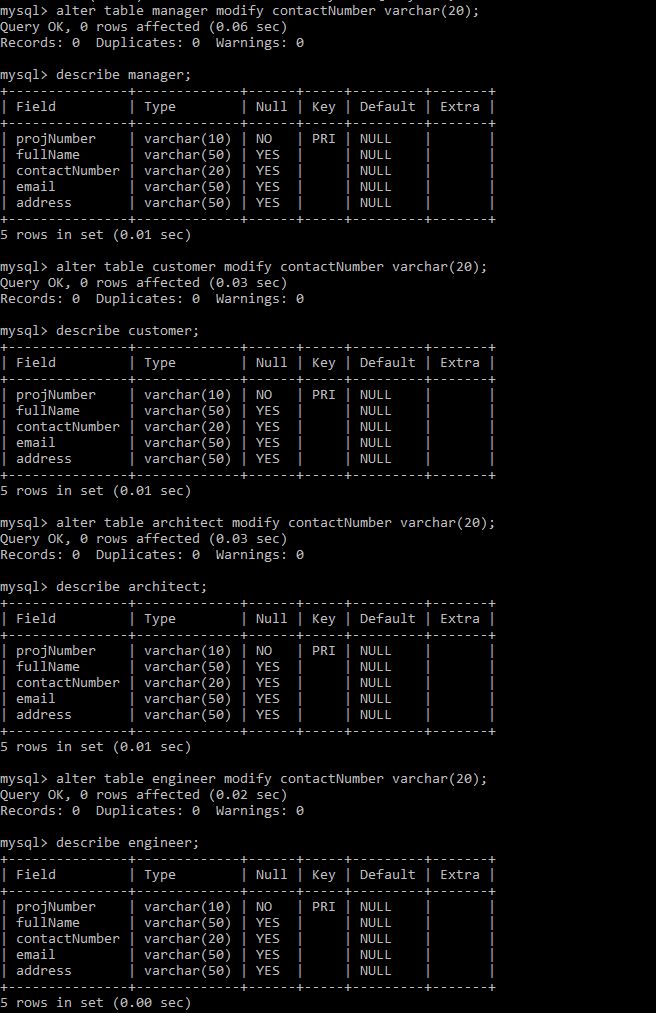 mysql> alter table manager modify contactNumber varchar(20);
Query OK, 0 rows affected (0.06 sec)
Records: 0  Duplicates: 0  Warnings: 0

mysql> describe manager;
+---------------+-------------+------+-----+---------+-------+
| Field         | Type        | Null | Key | Default | Extra |
+---------------+-------------+------+-----+---------+-------+
| projNumber    | varchar(10) | NO   | PRI | NULL    |       |
| fullName      | varchar(50) | YES  |     | NULL    |       |
| contactNumber | varchar(20) | YES  |     | NULL    |       |
| email         | varchar(50) | YES  |     | NULL    |       |
| address       | varchar(50) | YES  |     | NULL    |       |
+---------------+-------------+------+-----+---------+-------+
5 rows in set (0.01 sec)

mysql> alter table customer modify contactNumber varchar(20);
Query OK, 0 rows affected (0.03 sec)
Records: 0  Duplicates: 0  Warnings: 0

mysql> describe customer;
+---------------+-------------+------+-----+---------+-------+
| Field         | Type        | Null | Key | Default | Extra |
+---------------+-------------+------+-----+---------+-------+
| projNumber    | varchar(10) | NO   | PRI | NULL    |       |
| fullName      | varchar(50) | YES  |     | NULL    |       |
| contactNumber | varchar(20) | YES  |     | NULL    |       |
| email         | varchar(50) | YES  |     | NULL    |       |
| address       | varchar(50) | YES  |     | NULL    |       |
+---------------+-------------+------+-----+---------+-------+
5 rows in set (0.01 sec)

mysql> alter table architect modify contactNumber varchar(20);
Query OK, 0 rows affected (0.03 sec)
Records: 0  Duplicates: 0  Warnings: 0

mysql> describe architect;
+---------------+-------------+------+-----+---------+-------+
| Field         | Type        | Null | Key | Default | Extra |
+---------------+-------------+------+-----+---------+-------+
| projNumber    | varchar(10) | NO   | PRI | NULL    |       |
| fullName      | varchar(50) | YES  |     | NULL    |       |
| contactNumber | varchar(20) | YES  |     | NULL    |       |
| email         | varchar(50) | YES  |     | NULL    |       |
| address       | varchar(50) | YES  |     | NULL    |       |
+---------------+-------------+------+-----+---------+-------+
5 rows in set (0.01 sec)

mysql> alter table engineer modify contactNumber varchar(20);
Query OK, 0 rows affected (0.02 sec)
Records: 0  Duplicates: 0  Warnings: 0

mysql> describe engineer;
+---------------+-------------+------+-----+---------+-------+
| Field         | Type        | Null | Key | Default | Extra |
+---------------+-------------+------+-----+---------+-------+
| projNumber    | varchar(10) | NO   | PRI | NULL    |       |
| fullName      | varchar(50) | YES  |     | NULL    |       |
| contactNumber | varchar(20) | YES  |     | NULL    |       |
| email         | varchar(50) | YES  |     | NULL    |       |
| address       | varchar(50) | YES  |     | NULL    |       |
+---------------+-------------+------+-----+---------+-------+
5 rows in set (0.00 sec)